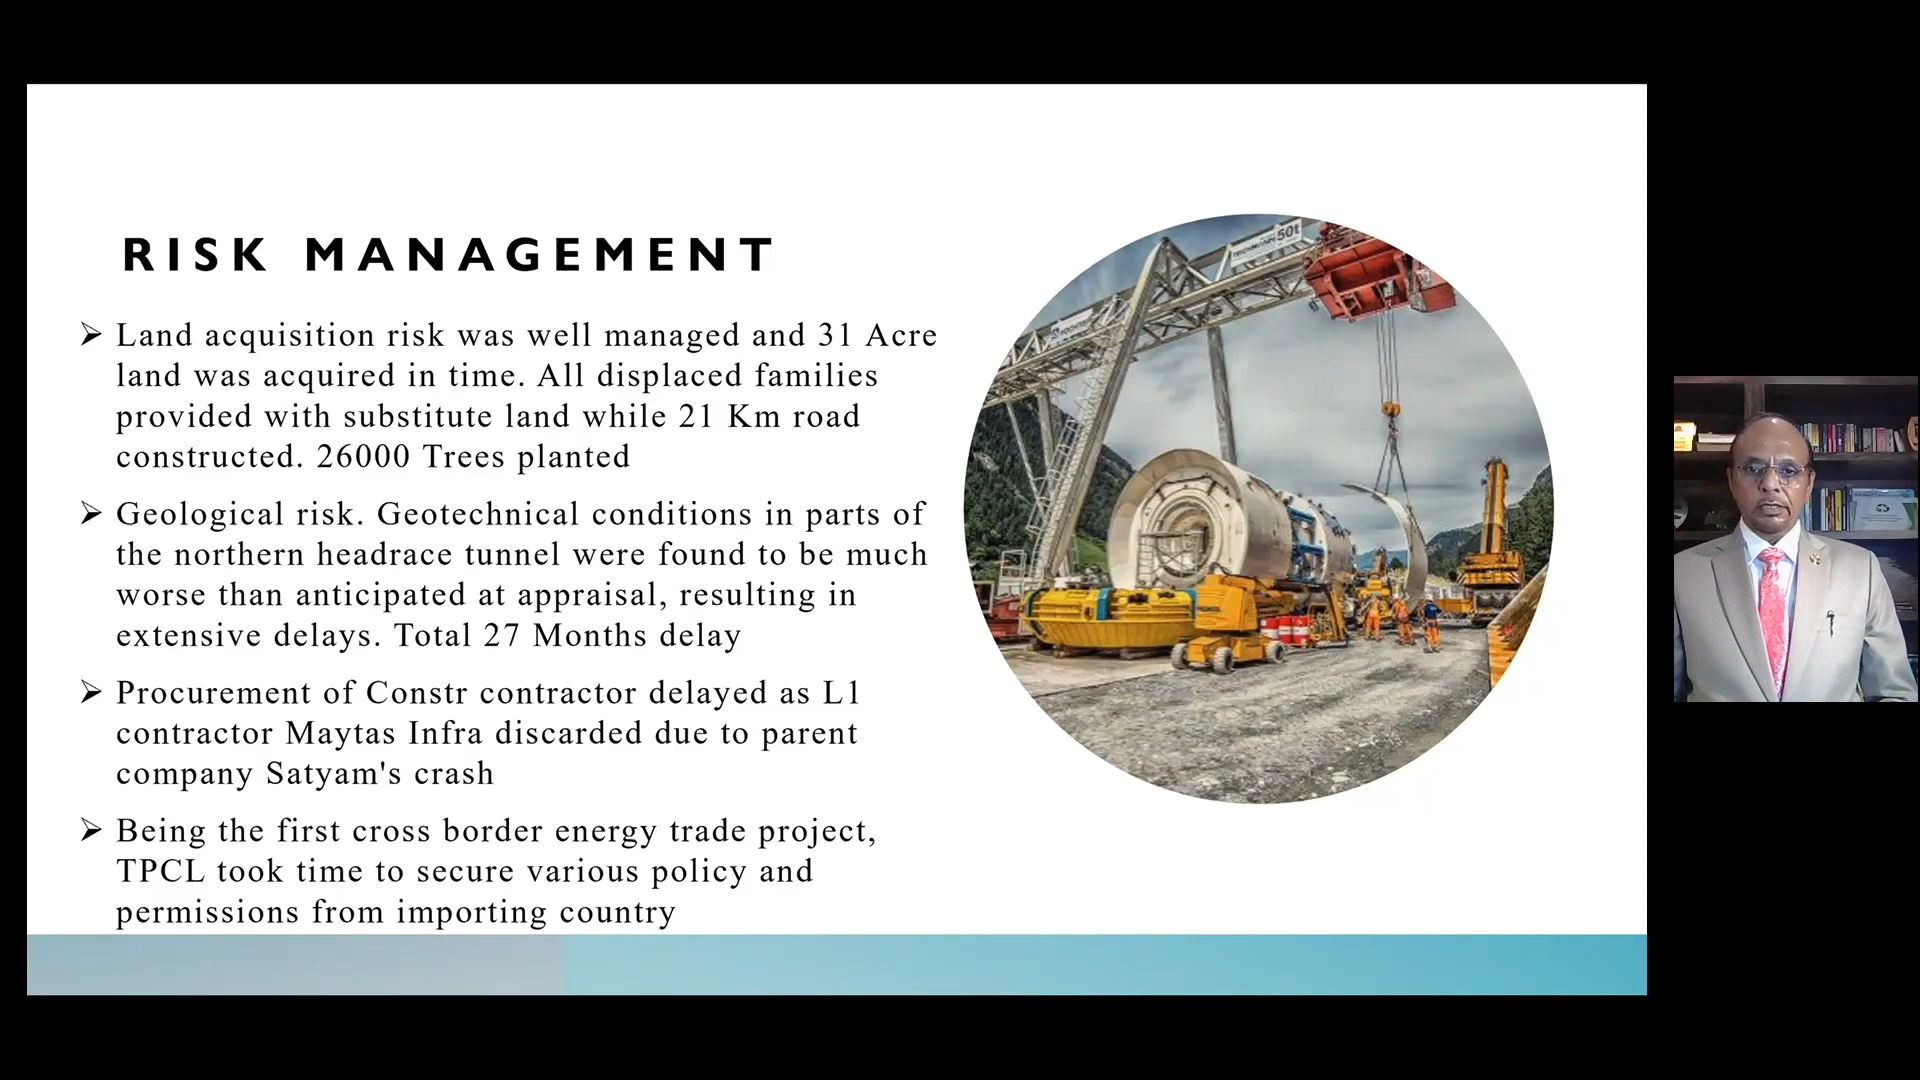 RISK MANAGEMENT
➢ Land acquisition risk was well managed and 31 Acre
land was acquired in time. All displaced families
provided with substitute land while 21 Km road
constructed. 26000 Trees planted
➢ Geological risk. Geotechnical conditions in parts of
the northern headrace tunnel were found to be much
worse than anticipated at appraisal, resulting in
extensive delays. Total 27 Months delay
➢ Procurement of Constr contractor delayed as L1
contractor Maytas Infra discarded due to parent
company Satyam's crash
➢ Being the first cross border energy trade project,
TPCL took time to secure various policy and
permissions from importing country
50t